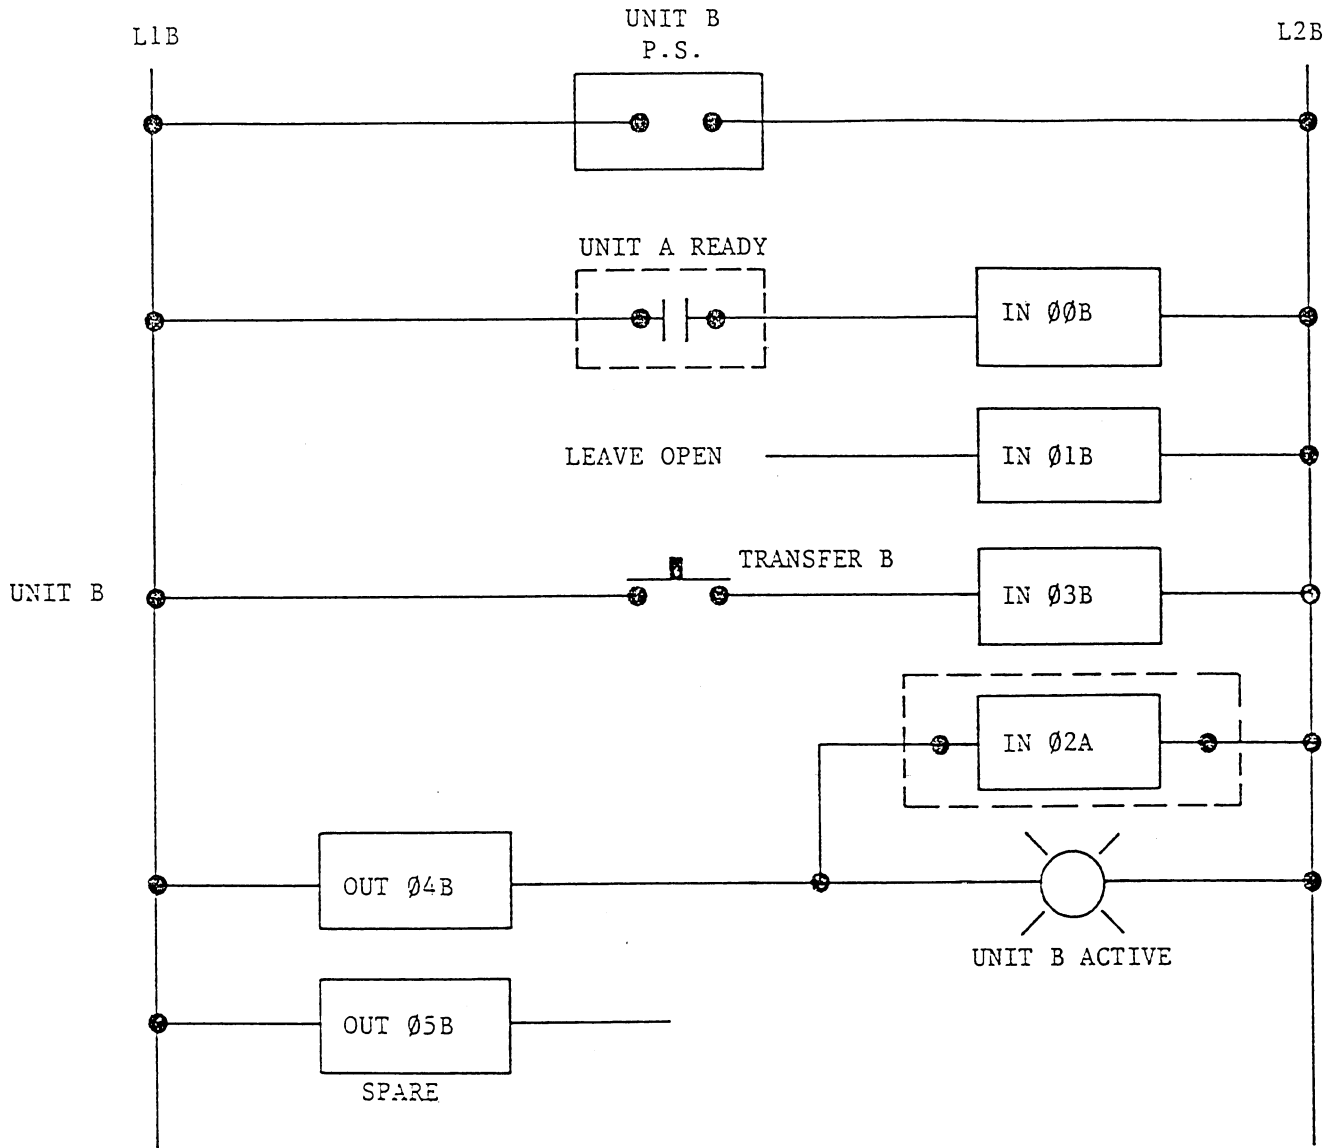 UNIT B
P.S.
L1B
L2B
UNIT A READY
IN ØØB
LEAVE OPEN
IN Ø1B
TRANSFER B
UNIT B
IN Ø3B
IN Ø2A
OUT Ø4B
UNIT B ACTIVE
OUT Ø5B
SPARE